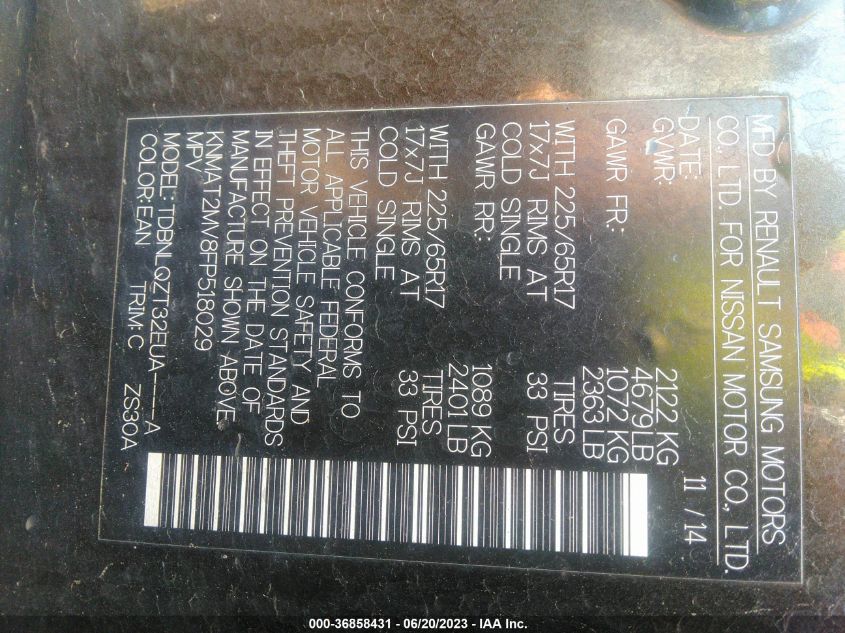 MFD BY RENAULT SAMSUNG MOTORS
CO., LTD. FOR NISSAN MOTOR CO., LTD.
DATE: 11 / 14
GVWR: 2122 KG
4679LB
GAWR FR: 1072 KG
2363 LB
WITH 225/65R17 TIRES
17x7J RIMS AT 33 PSI
COLD SINGLE
GAWR RR: 1089 KG
2401 LB
WITH 225/65R17 TIRES
17x7J RIMS AT 33 PSI
COLD SINGLE
THIS VEHICLE CONFORMS TO
ALL APPLICABLE FEDERAL
MOTOR VEHICLE SAFETY AND
THEFT PREVENTION STANDARDS
IN EFFECT ON THE DATE OF
MANUFACTURE SHOWN ABOVE
KNMAT2MV8FP518029
MPV
MODEL: TDBNLQZT32EUA----A
COLOR:EAN TRIM:C ZS30A
000-36858431 - 06/20/2023 - IAA Inc.